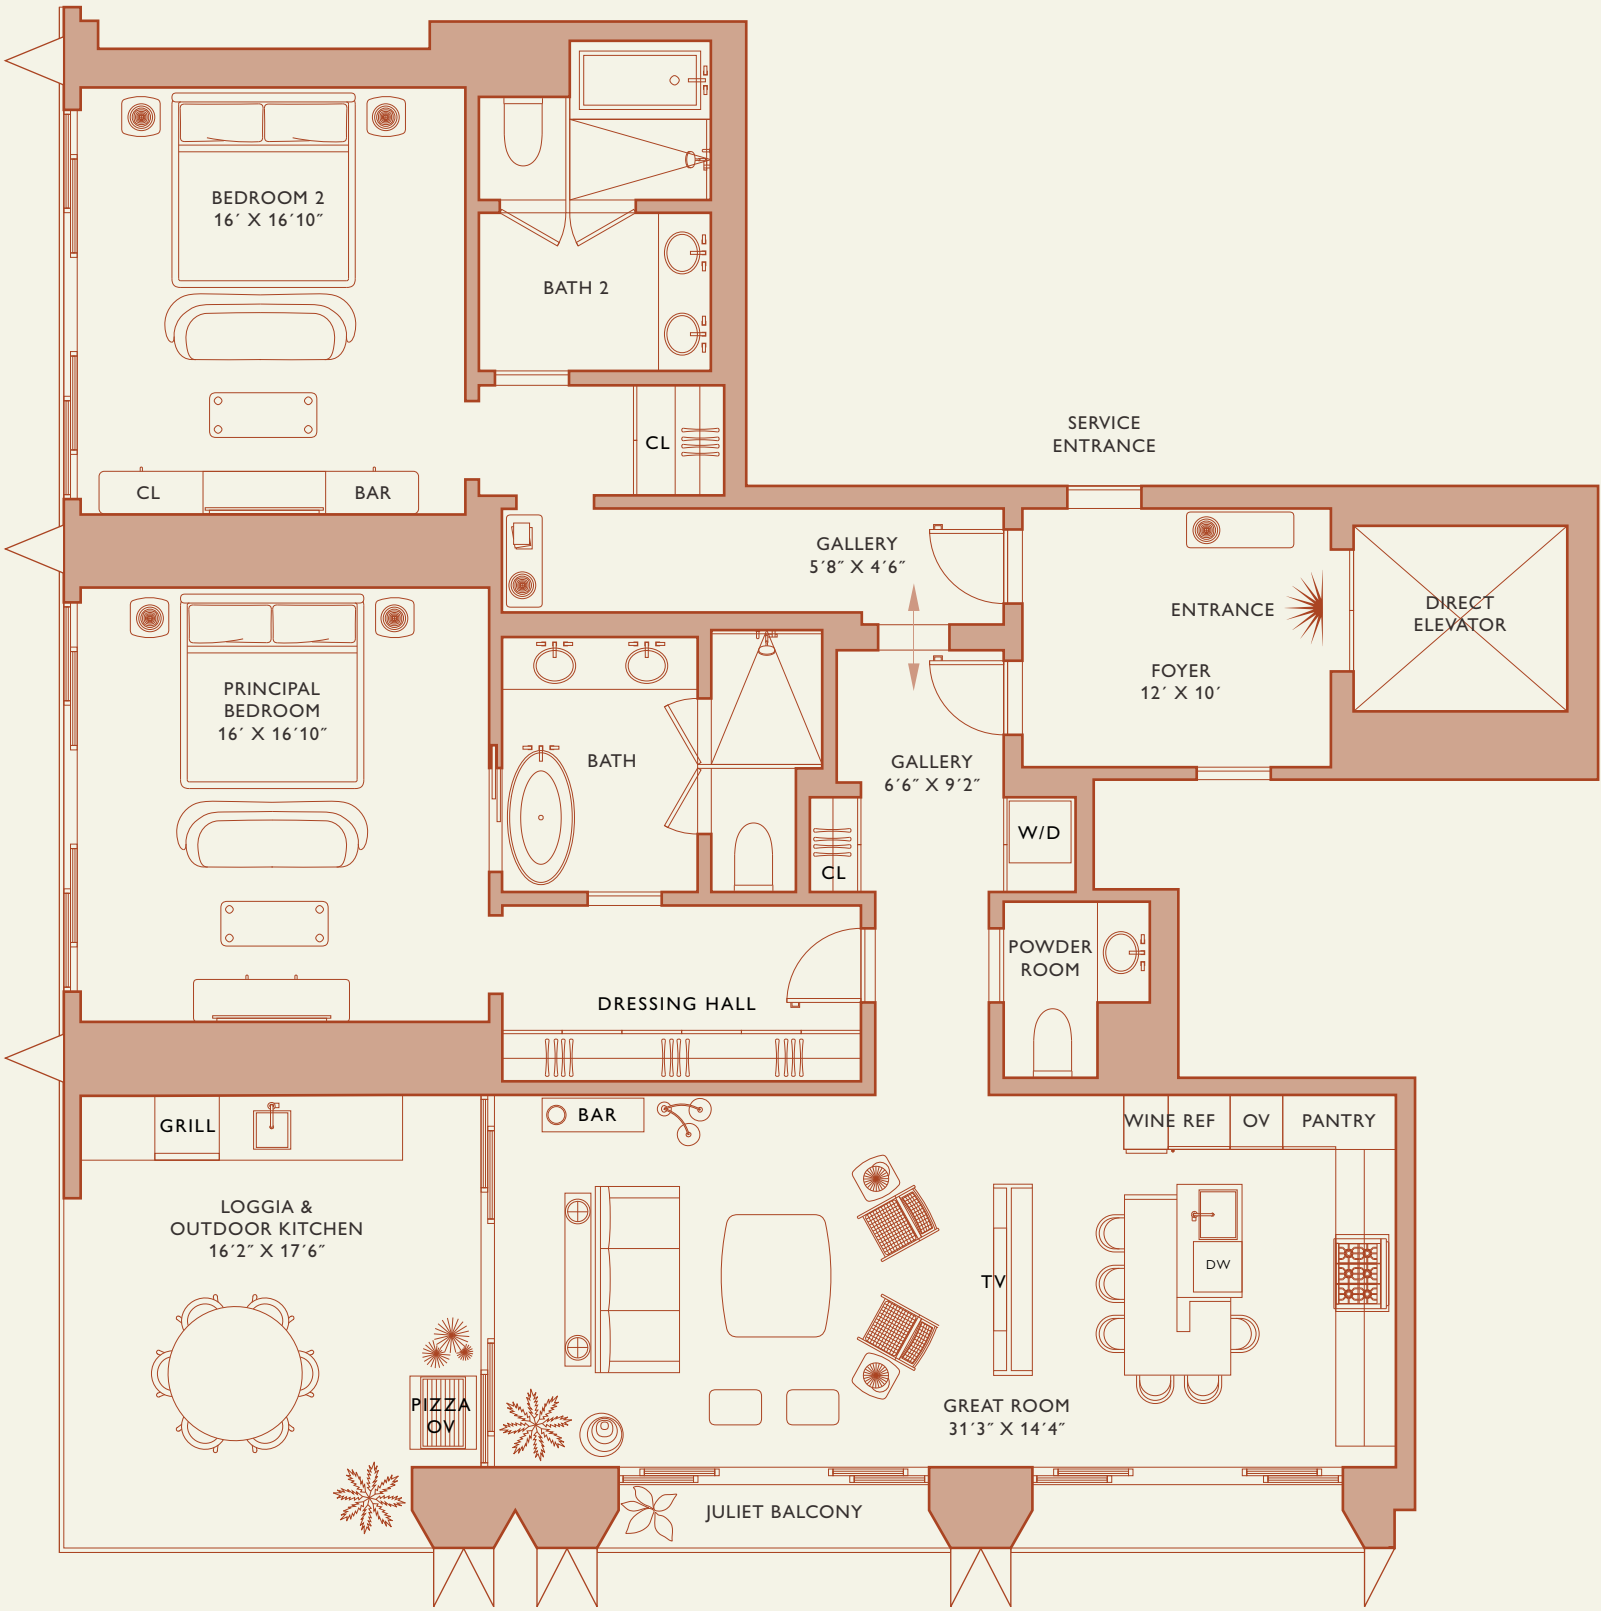 BEDROOM 2
16′ X 16′10″
BATH 2
CL
CL
BAR
SERVICE
ENTRANCE
GALLERY
5′8″ X 4′6″
ENTRANCE
DIRECT
ELEVATOR
FOYER
12′ X 10′
PRINCIPAL
BEDROOM
16′ X 16′10″
BATH
GALLERY
6′6″ X 9′2″
W/D
CL
POWDER
ROOM
DRESSING HALL
GRILL
BAR
WINE REF
OV
PANTRY
LOGGIA &
OUTDOOR KITCHEN
16′2″ X 17′6″
TV
DW
PIZZA
OV
GREAT ROOM
31′3″ X 14′4″
JULIET BALCONY